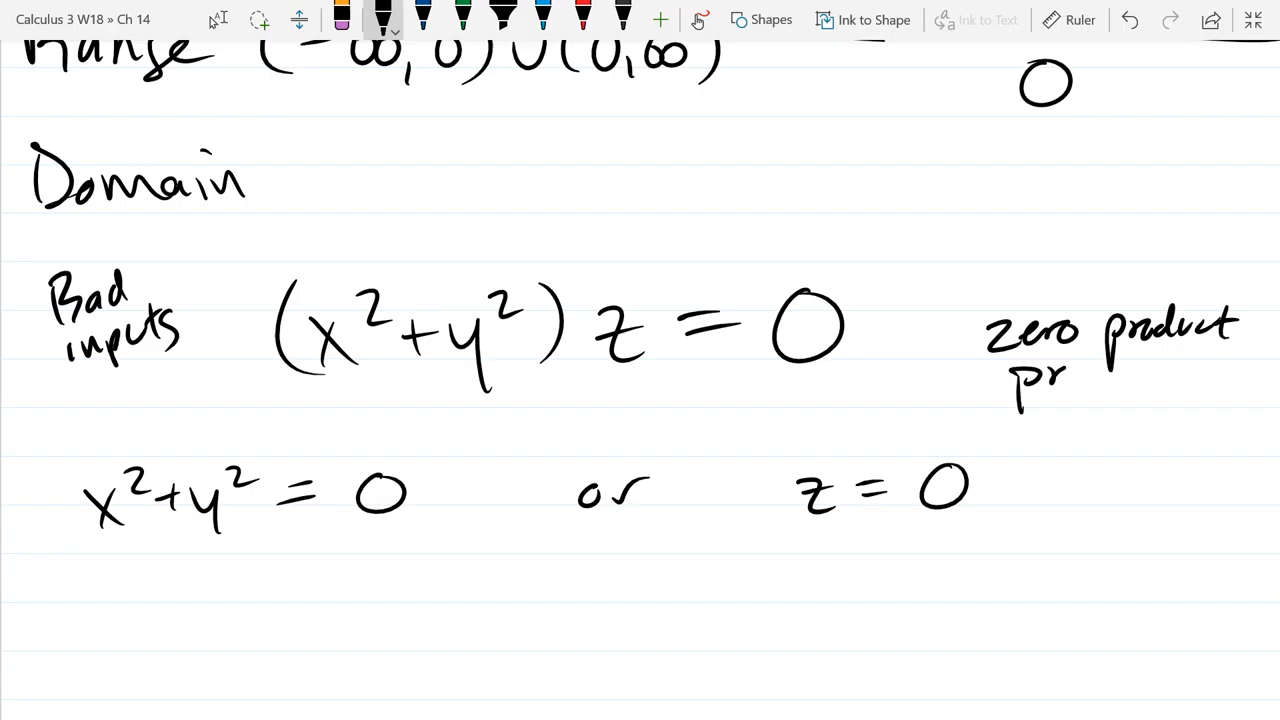 Calculus 3 W18 » Ch 14
Shapes
Ink to Shape
Ink to Text
Ruler
Range (-∞, 0) ∪ (0, ∞)
0
Domain
Bad inputs
(x²+y²) z = 0
zero product
pr
x²+y² = 0 or z = 0